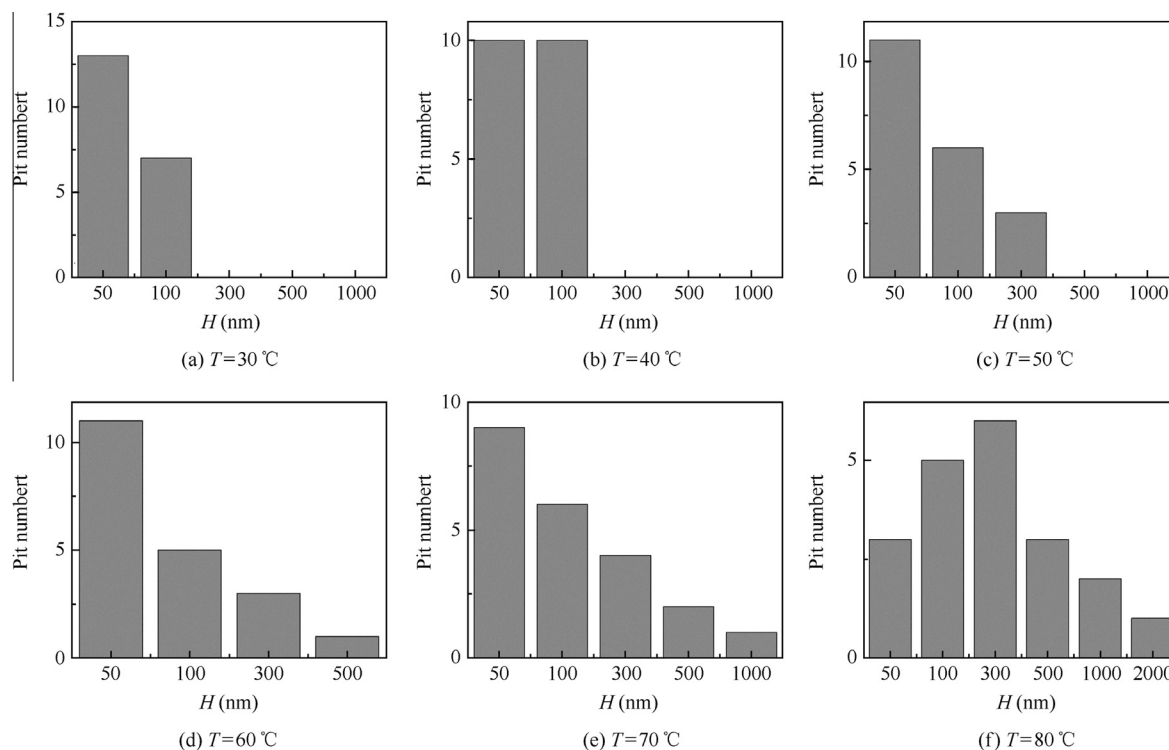 15
10
5
0
Pit numbert
50 100 300 500 1000
H (nm)
(a) T=30 ℃
10
5
0
Pit numbert
50 100 300 500 1000
H (nm)
(b) T=40 ℃
10
5
0
Pit numbert
50 100 300 500 1000
H (nm)
(c) T=50 ℃
10
5
0
Pit numbert
50 100 300 500
H (nm)
(d) T=60 ℃
10
5
0
Pit numbert
50 100 300 500 1000
H (nm)
(e) T=70 ℃
5
0
Pit numbert
50 100 300 500 1000 2000
H (nm)
(f) T=80 ℃